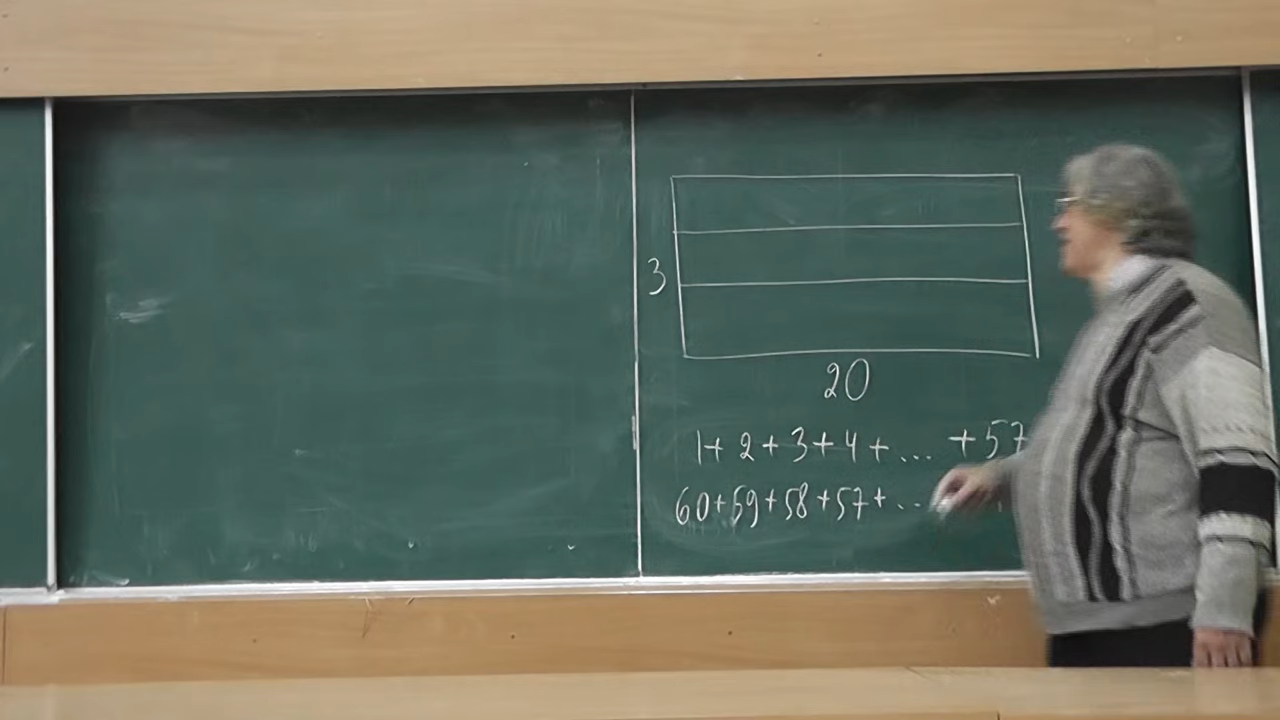 3
20
1+ 2 + 3 + 4 + ... + 57
60+59+58+57+...